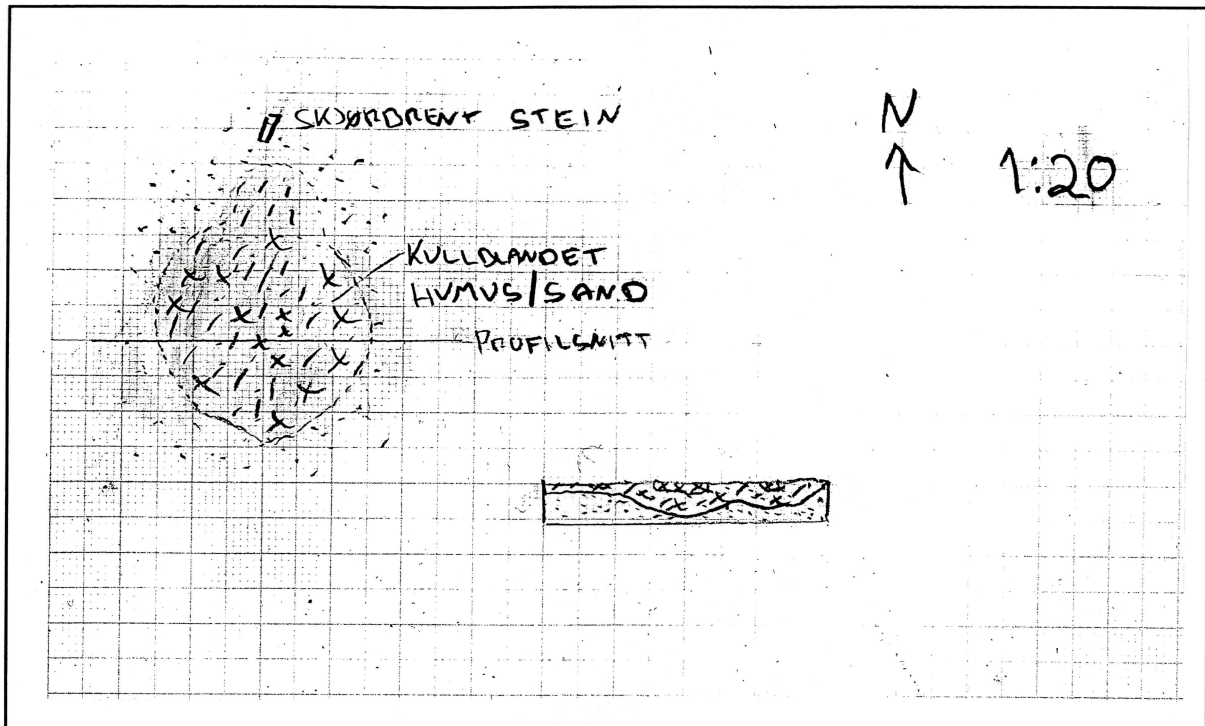 SKJØRBRENT STEIN
N
1:20
KULLBLANDET
HUMUS/SAND
PROFILSNITT